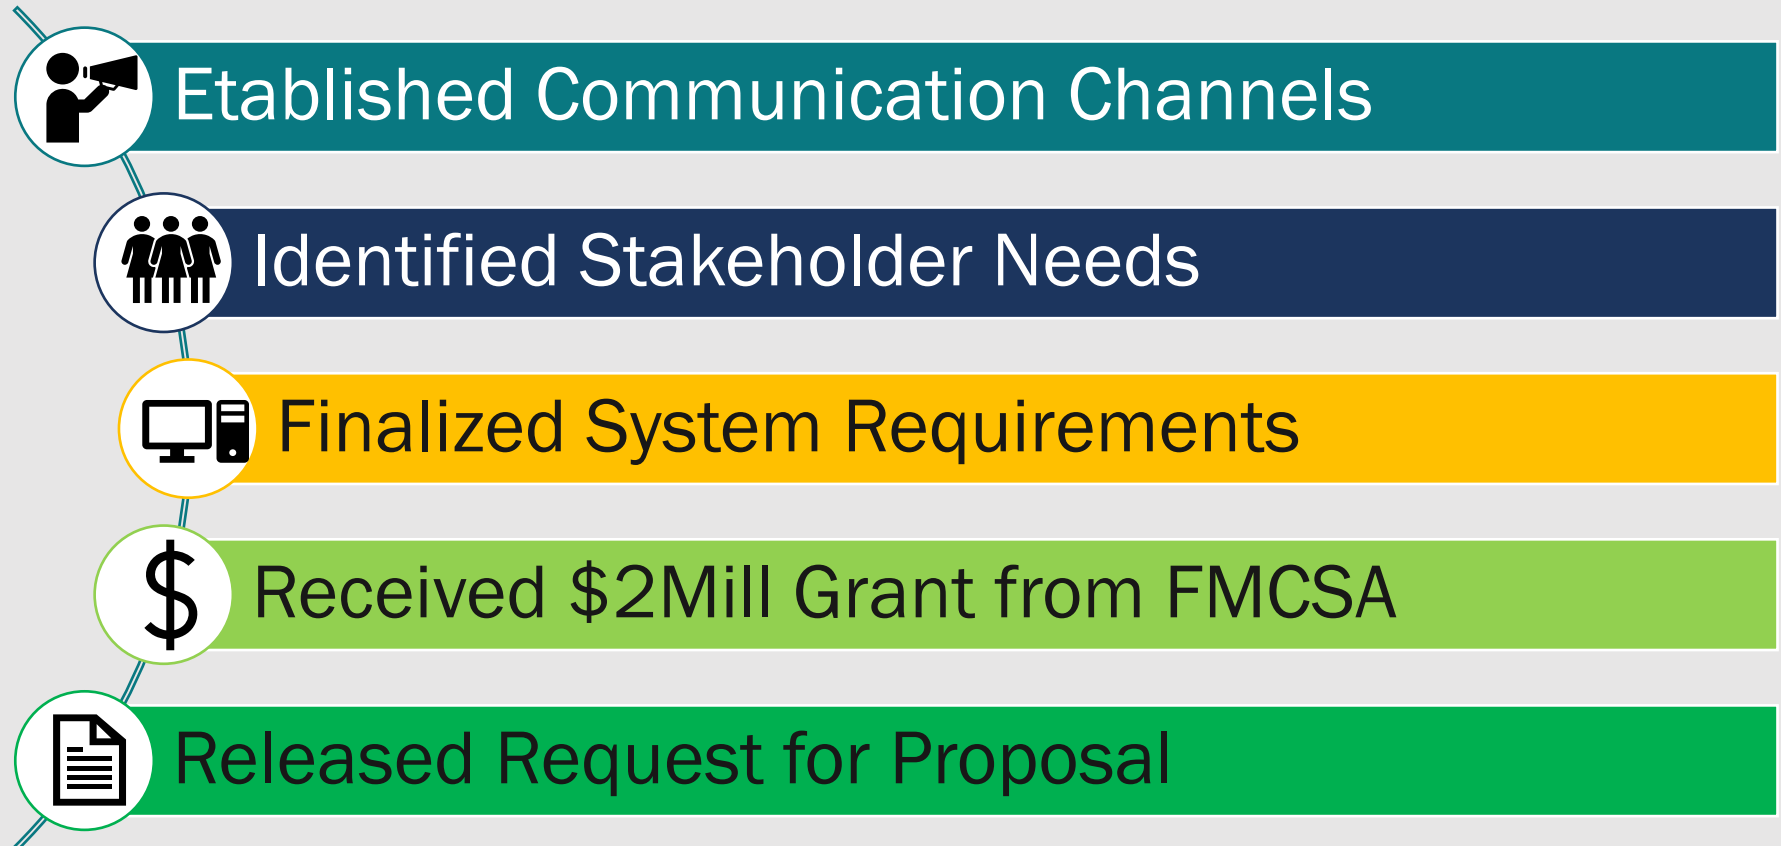 Etablished Communication Channels
Identified Stakeholder Needs
Finalized System Requirements
Received $2Mill Grant from FMCSA
Released Request for Proposal